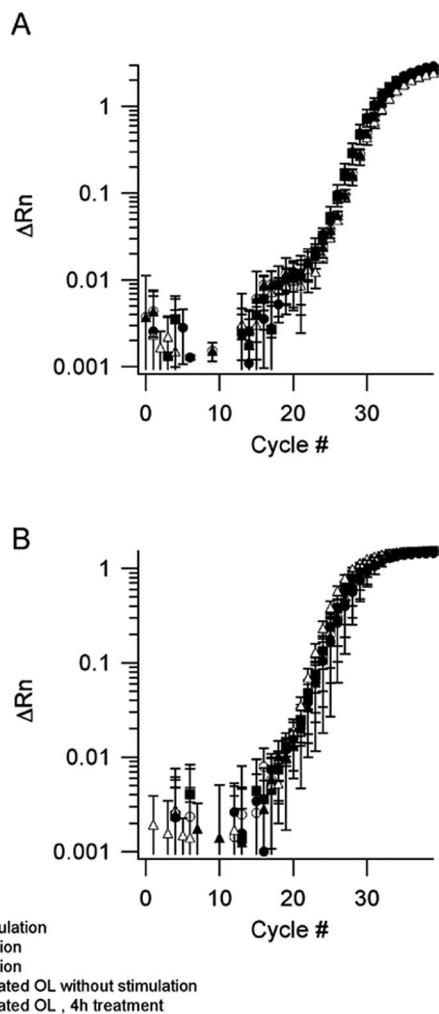 A
1
0.1
0.01
0.001
ΔRn
0 10 20 30
Cycle #
B
1
0.1
0.01
0.001
ΔRn
0 10 20 30
Cycle #
ulation
ion
ion
ated OL without stimulation
ated OL , 4h treatment